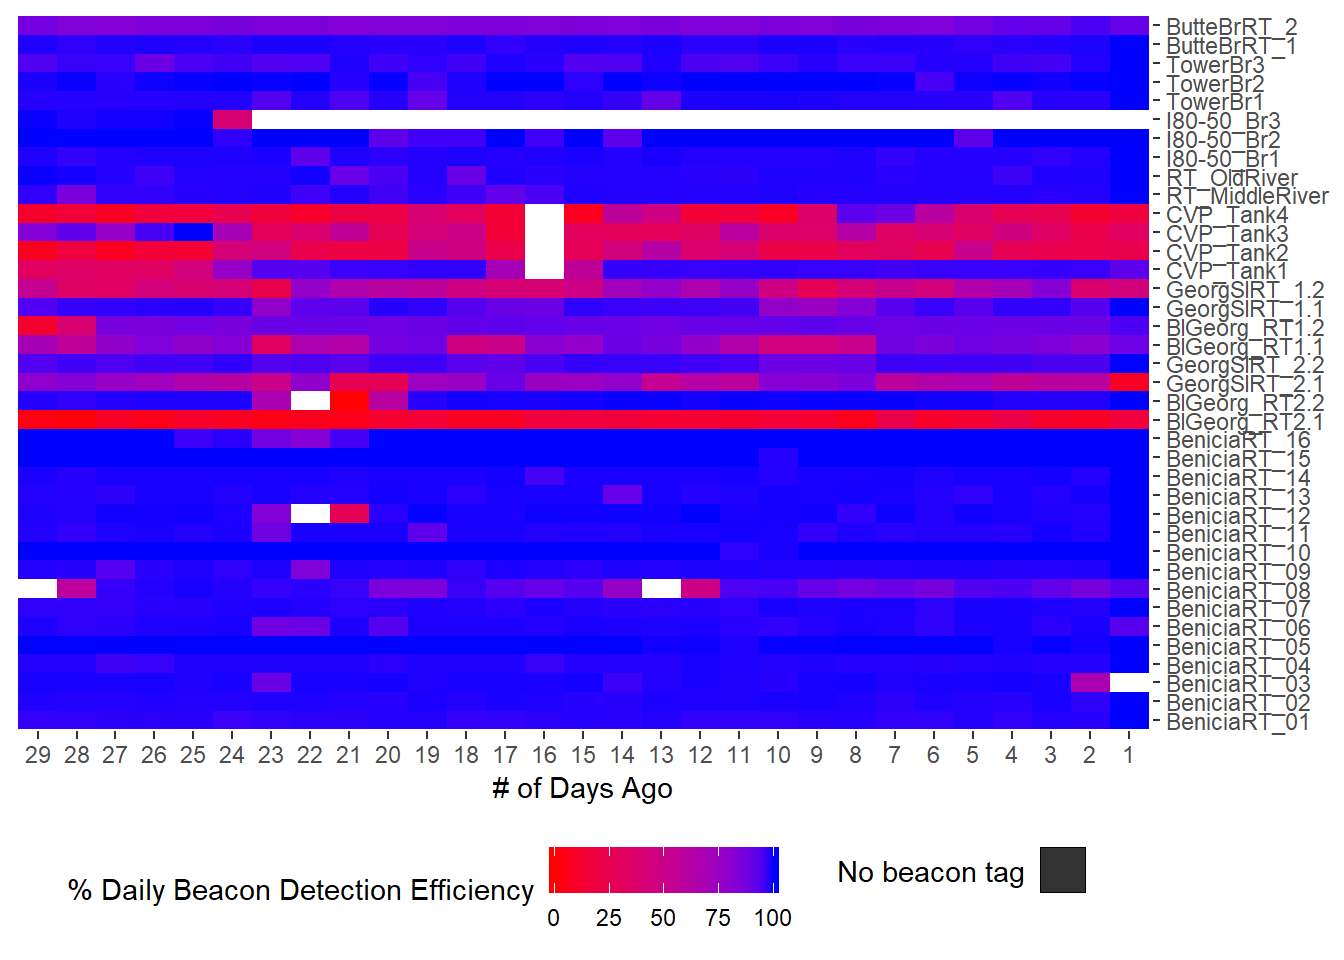 ButteBrRT_2
ButteBrRT_1
TowerBr3
TowerBr2
TowerBr1
I80-50_Br3
I80-50_Br2
I80-50_Br1
RT_OldRiver
RT_MiddleRiver
CVP_Tank4
CVP_Tank3
CVP_Tank2
CVP_Tank1
GeorgSlRT_1.2
GeorgSlRT_1.1
BlGeorg_RT1.2
BlGeorg_RT1.1
GeorgSlRT_2.2
GeorgSlRT_2.1
BlGeorg_RT2.2
BlGeorg_RT2.1
BeniciaRT_16
BeniciaRT_15
BeniciaRT_14
BeniciaRT_13
BeniciaRT_12
BeniciaRT_11
BeniciaRT_10
BeniciaRT_09
BeniciaRT_08
BeniciaRT_07
BeniciaRT_06
BeniciaRT_05
BeniciaRT_04
BeniciaRT_03
BeniciaRT_02
BeniciaRT_01
29 28 27 26 25 24 23 22 21 20 19 18 17 16 15 14 13 12 11 10 9 8 7 6 5 4 3 2 1
# of Days Ago
% Daily Beacon Detection Efficiency
0 25 50 75 100
No beacon tag